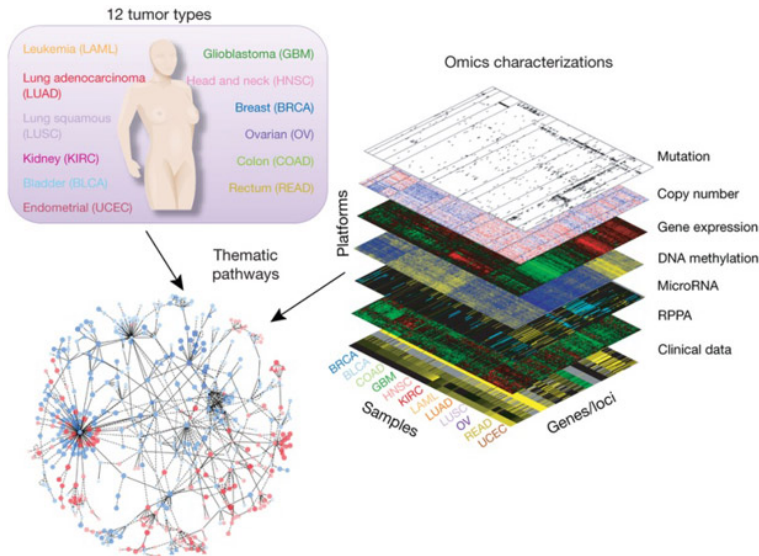 12 tumor types
Leukemia (LAML)
Lung adenocarcinoma
(LUAD)
Lung squamous
(LUSC)
Kidney (KIRC)
Bladder (BLCA)
Endometrial (UCEC)
Glioblastoma (GBM)
Head and neck (HNSC)
Breast (BRCA)
Ovarian (OV)
Colon (COAD)
Rectum (READ)
Thematic
pathways
Omics characterizations
Platforms
Mutation
Copy number
Gene expression
DNA methylation
MicroRNA
RPPA
Clinical data
BRCA
BLCA
COAD
GBM
HNSC
KIRC
LAML
LUAD
LUSC
OV
READ
UCEC
Samples
Genes/loci